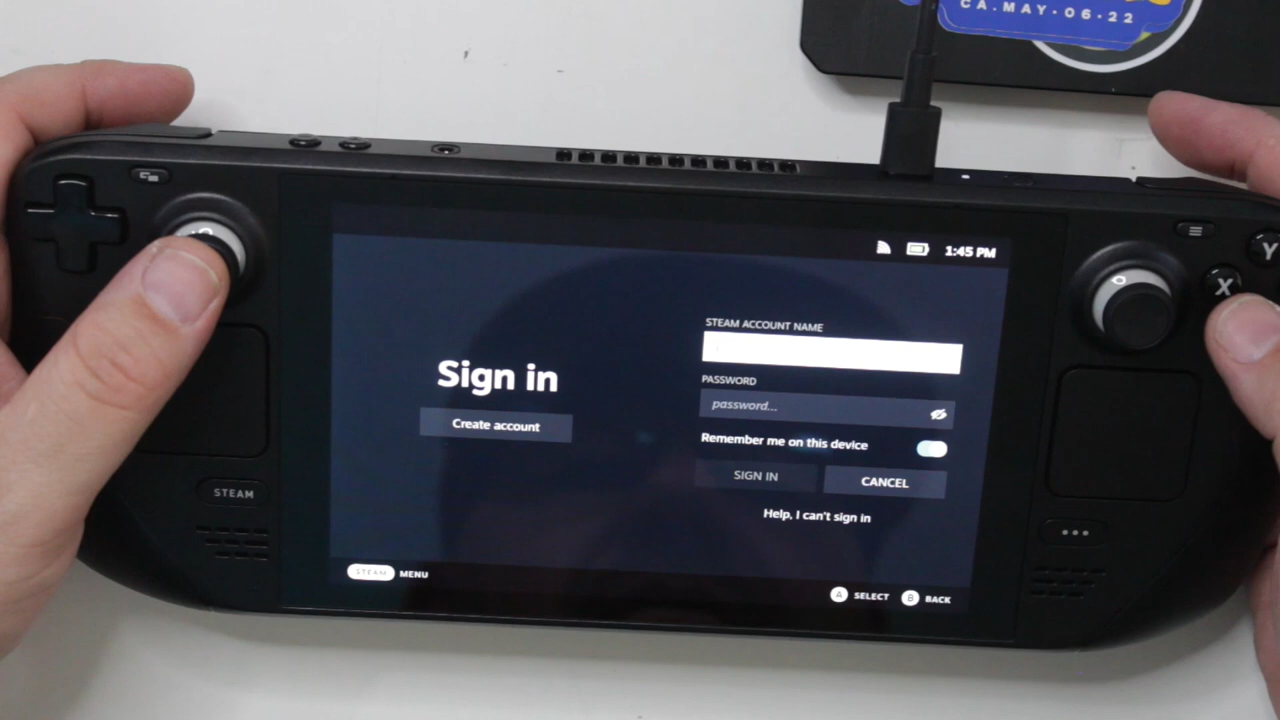 CA.MAY-06-22
1:45 PM
Y
X
STEAM ACCOUNT NAME
Sign in
PASSWORD
Create account
password...
Remember me on this device
SIGN IN
CANCEL
Help, I can't sign in
STEAM
STEAM MENU
A SELECT B BACK